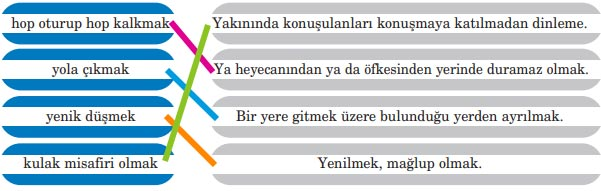 hop oturup hop kalkmak
Yakınında konuşulanları konuşmaya katılmadan dinleme.
yola çıkmak
Ya heyecanından ya da öfkesinden yerinde duramaz olmak.
yenik düşmek
Bir yere gitmek üzere bulunduğu yerden ayrılmak.
kulak misafiri olmak
Yenilmek, mağlup olmak.